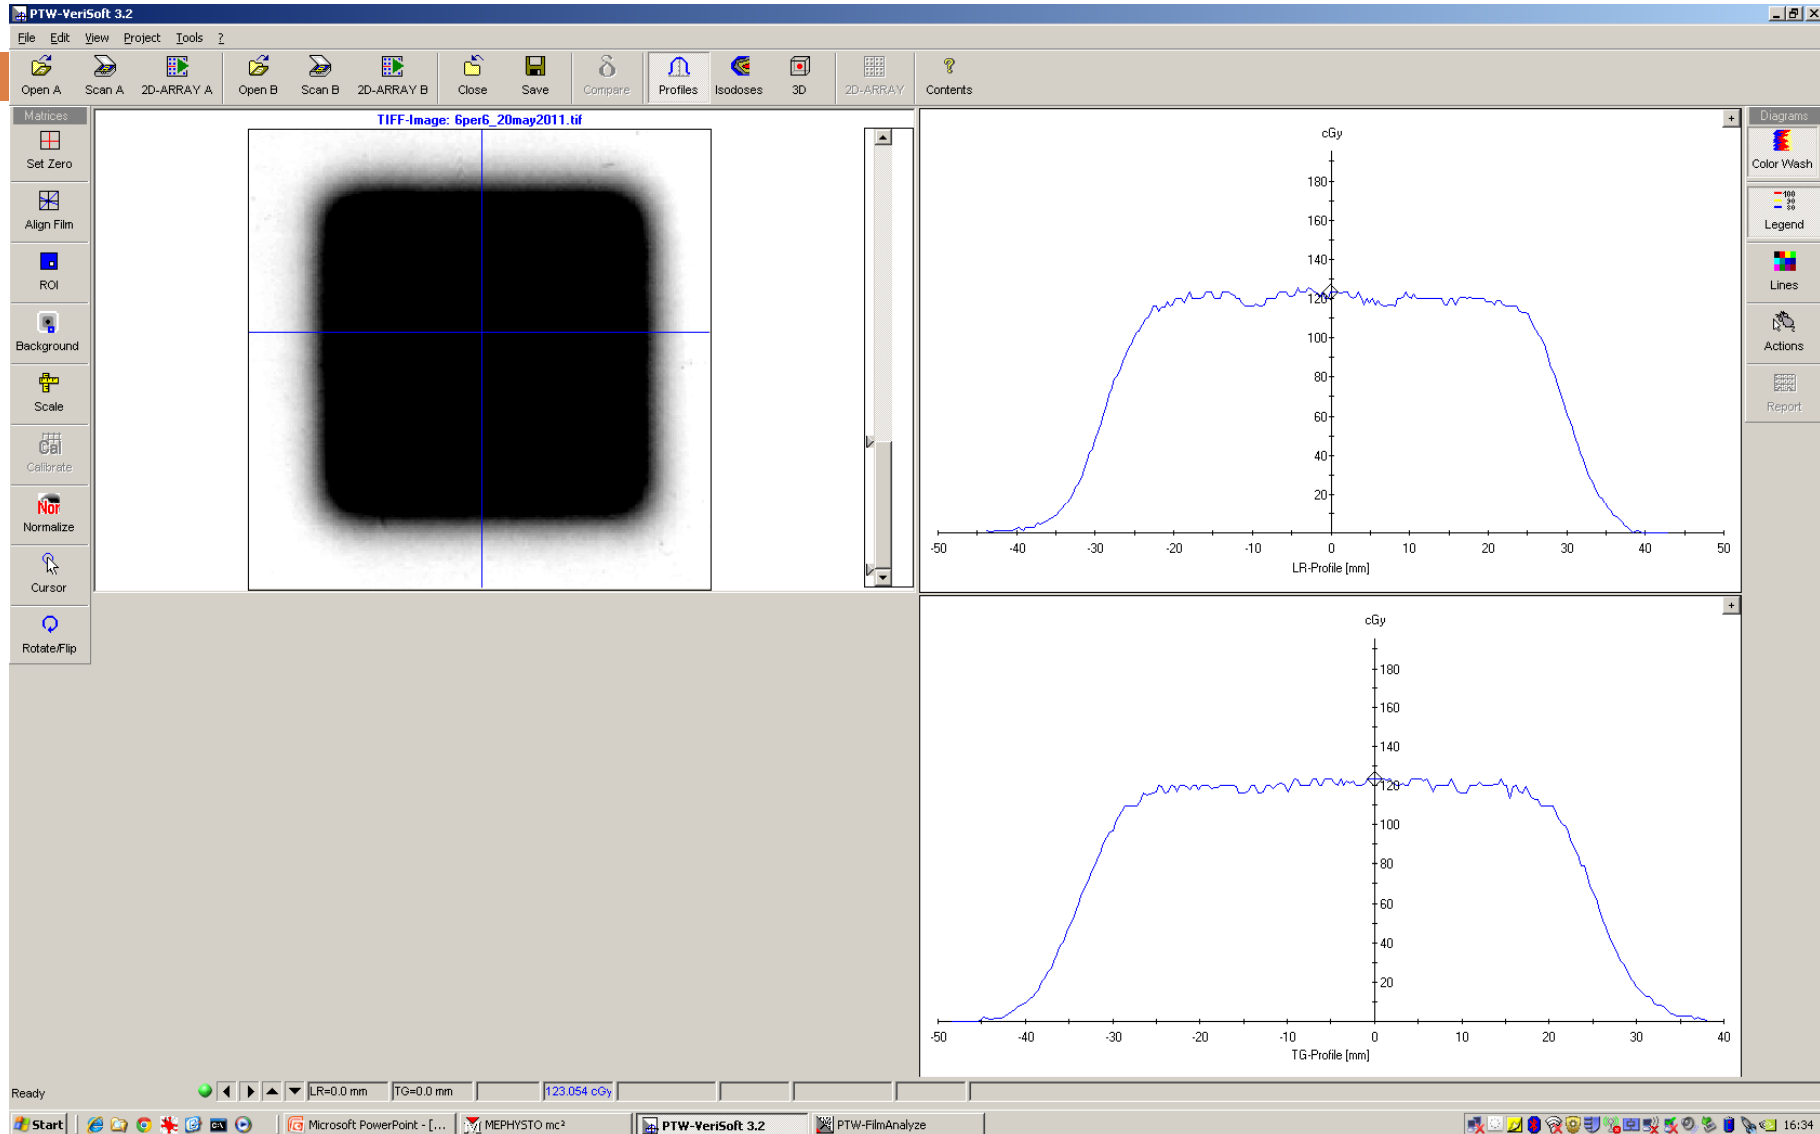 PTW-VeriSoft 3.2
File Edit View Project Tools ?
Open A Scan A 2D-ARRAY A Open B Scan B 2D-ARRAY B Close Save Compare Profiles Isodoses 3D 2D-ARRAY Contents
Matrices
Set Zero
Align Film
ROI
Background
Scale
Cal
Calibrate
Nor
Normalize
Cursor
Rotate/Flip
TIFF-Image: 6per6_20may2011.tif
cGy
180
160
140
120
100
80
60
40
20
-50 -40 -30 -20 -10 0 10 20 30 40 50
LR-Profile [mm]
cGy
180
160
140
120
100
80
60
40
20
-50 -40 -30 -20 -10 0 10 20 30 40
TG-Profile [mm]
Diagrams
Color Wash
Legend
Lines
Actions
Report
Ready LR=0.0 mm TG=0.0 mm 123.054 cGy
Start Microsoft PowerPoint - [... MEPHYSTO mc² PTW-VeriSoft 3.2 PTW-FilmAnalyze 16:34